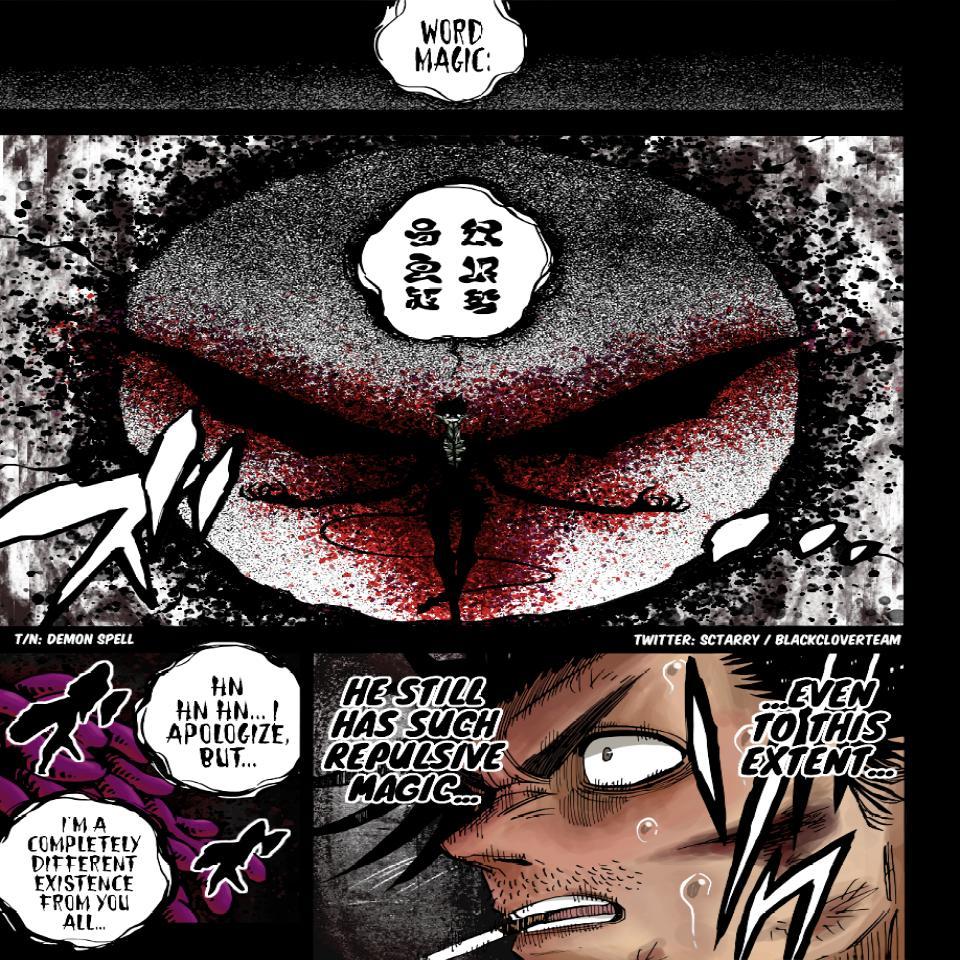 WORD
MAGIC:
ズ
T/N: DEMON SPELL
TWITTER: SCTARRY / BLACKCLOVERTEAM
HN
HN HN... I
APOLOGIZE,
BUT...
I'M A
COMPLETELY
DIFFERENT
EXISTENCE
FROM YOU
ALL...
HE STILL
HAS SUCH
REPULSIVE
MAGIC...
...EVEN
TO THIS
EXTENT...